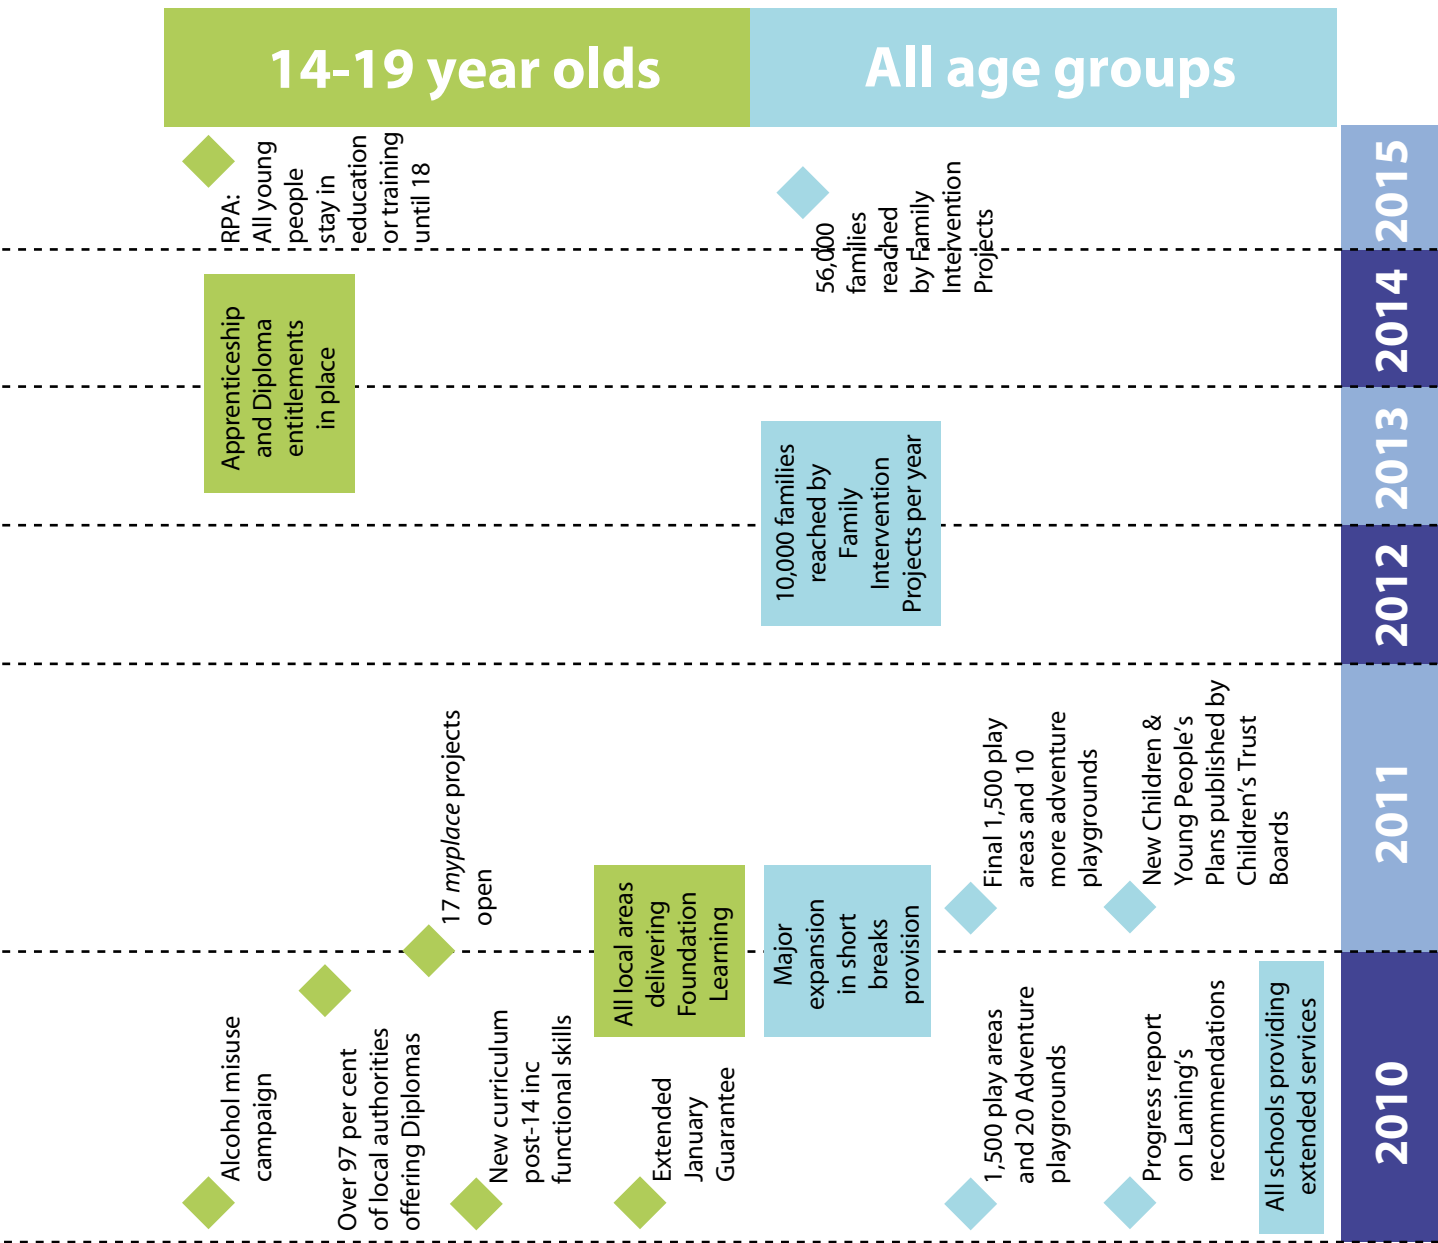 14-19 year olds
All age groups
RPA:
All young
people
stay in
education
or training
until 18
Apprenticeship
and Diploma
entitlements
in place
17 myplace projects
open
Alcohol misuse
campaign
Over 97 per cent
of local authorities
offering Diplomas
New curriculum
post-14 inc
functional skills
All local areas
delivering
Foundation
Learning
Extended
January
Guarantee
56,000
families
reached
by Family
Intervention
Projects
10,000 families
reached by
Family
Intervention
Projects per year
Major
expansion
in short
breaks
provision
Final 1,500 play
areas and 10
more adventure
playgrounds
New Children &
Young People’s
Plans published by
Children’s Trust
Boards
1,500 play areas
and 20 Adventure
playgrounds
Progress report
on Laming’s
recommendations
All schools providing
extended services
2015
2014
2013
2012
2011
2010